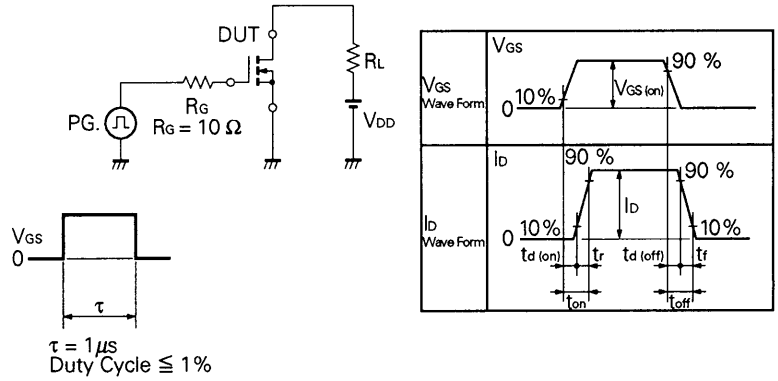 DUT
RL
RG
RG = 10 Ω
PG.
VDD
VGS
0
τ
τ = 1 μs
Duty Cycle ≦ 1%
VGS
Wave Form
VGS
90 %
10%
VGS (on)
0
ID
Wave Form
ID
90 %
90 %
ID
0
10%
10%
td (on)
tr
td (off)
tf
ton
toff